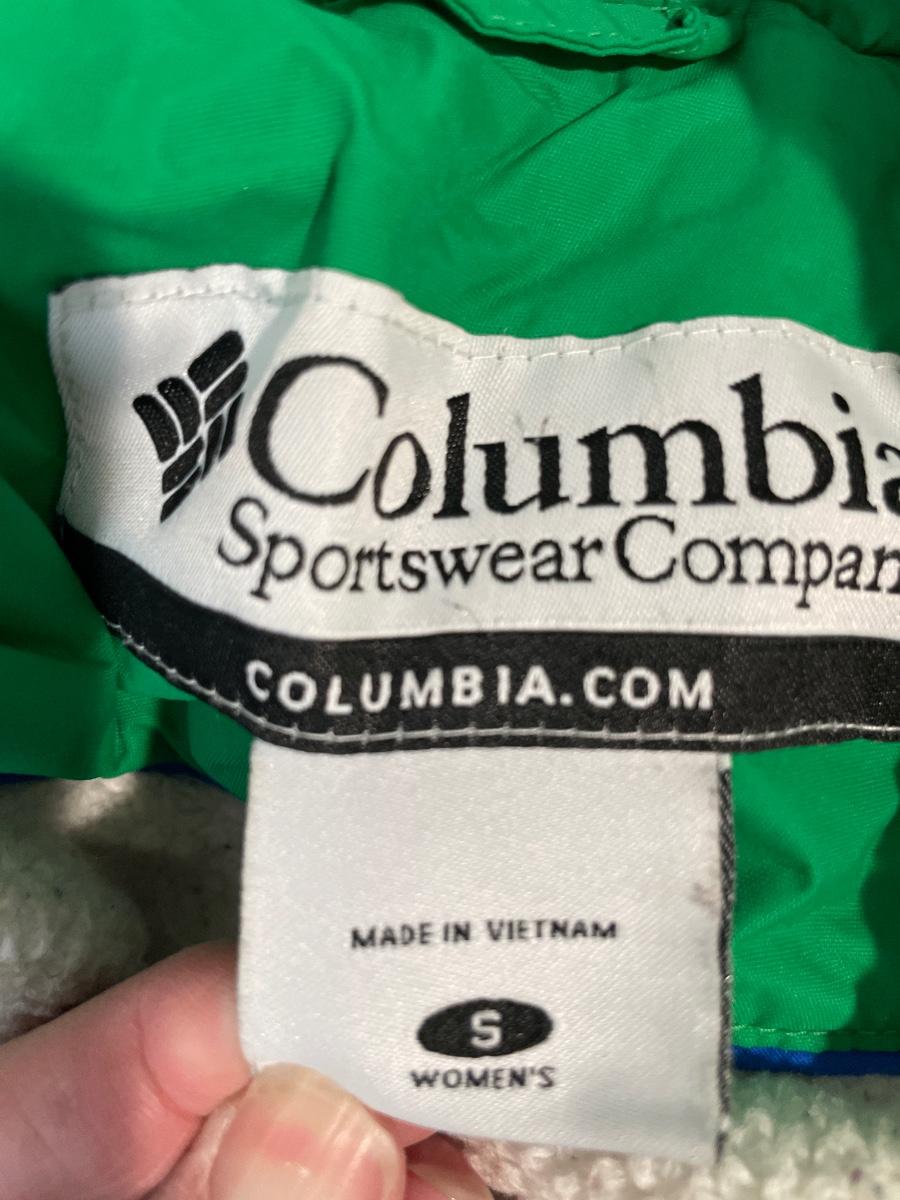 Columbia
Sportswear Compan
COLUMBIA.COM
MADE IN VIETNAM
S
WOMEN'S